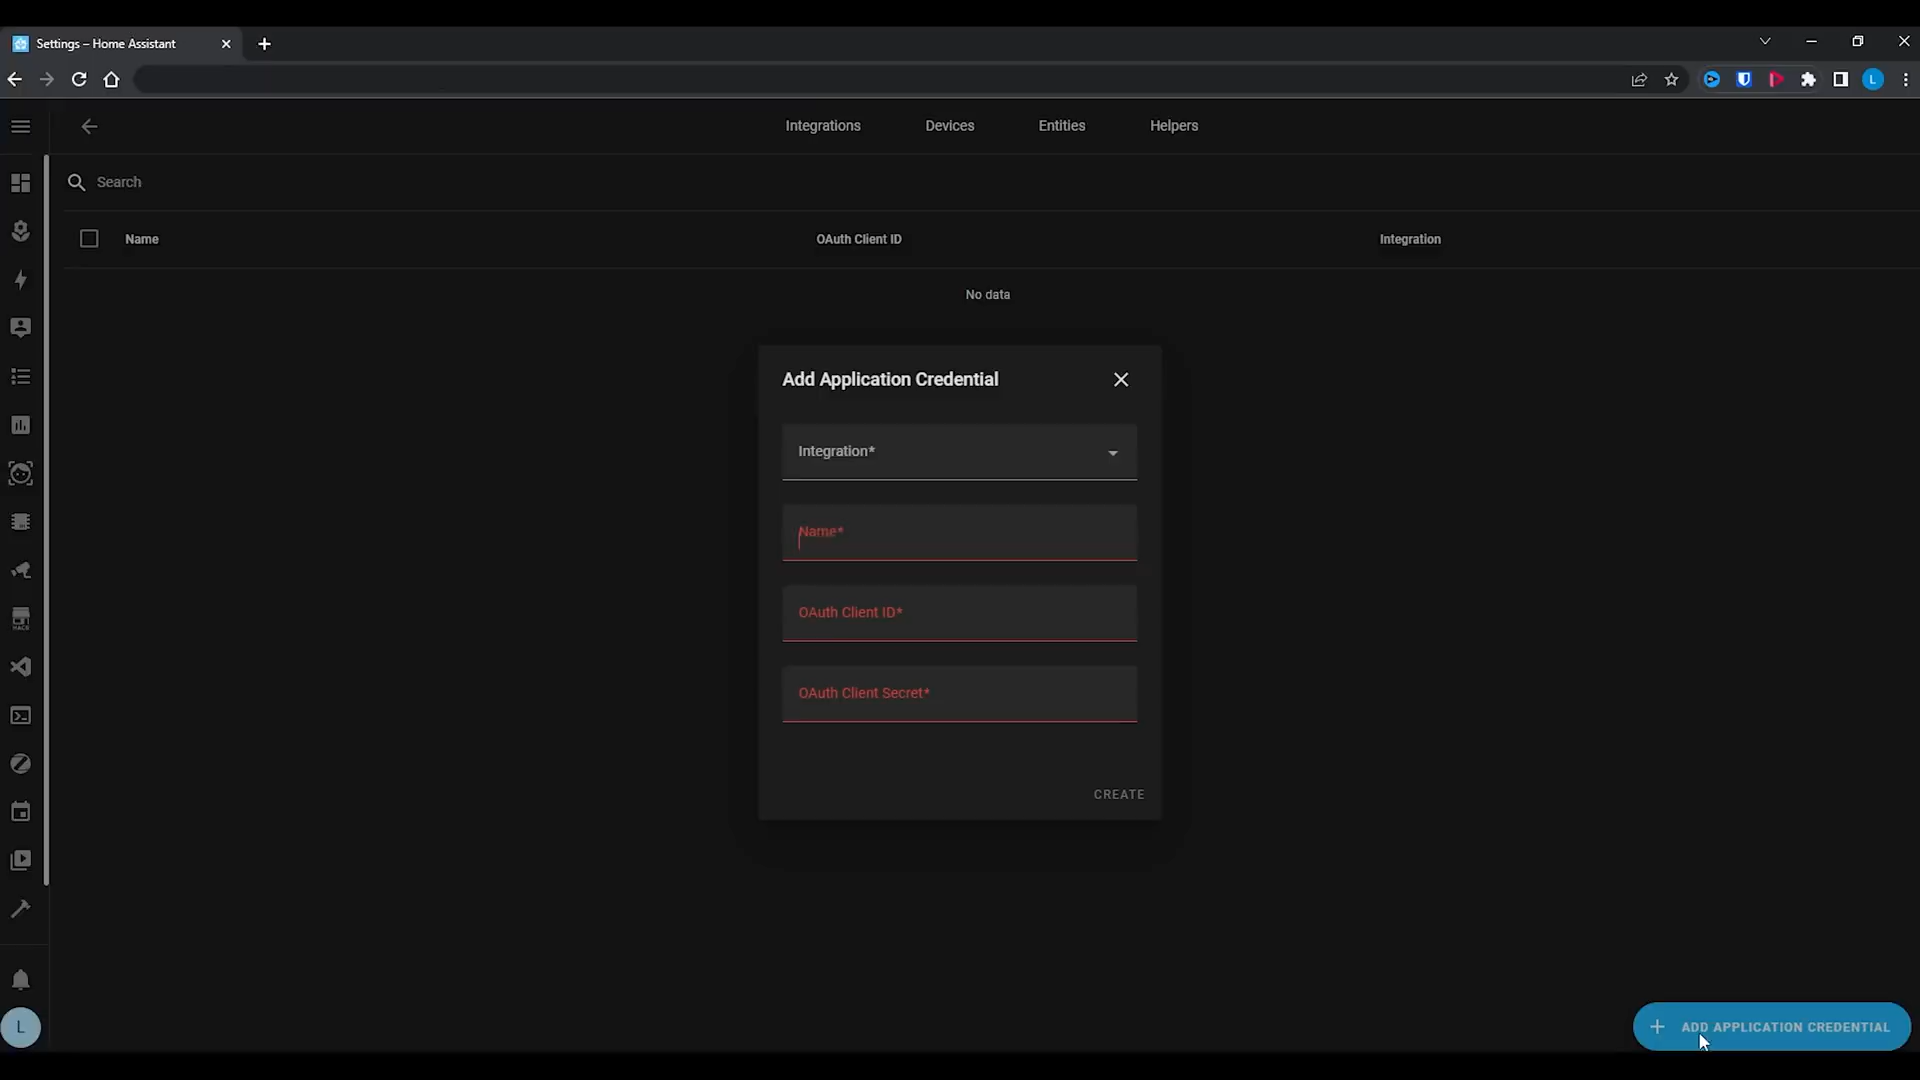 Settings – Home Assistant
L
Integrations Devices Entities Helpers
Search
Name OAuth Client ID Integration
No data
Add Application Credential
Integration*
Name*
OAuth Client ID*
OAuth Client Secret*
CREATE
HACS
L
ADD APPLICATION CREDENTIAL